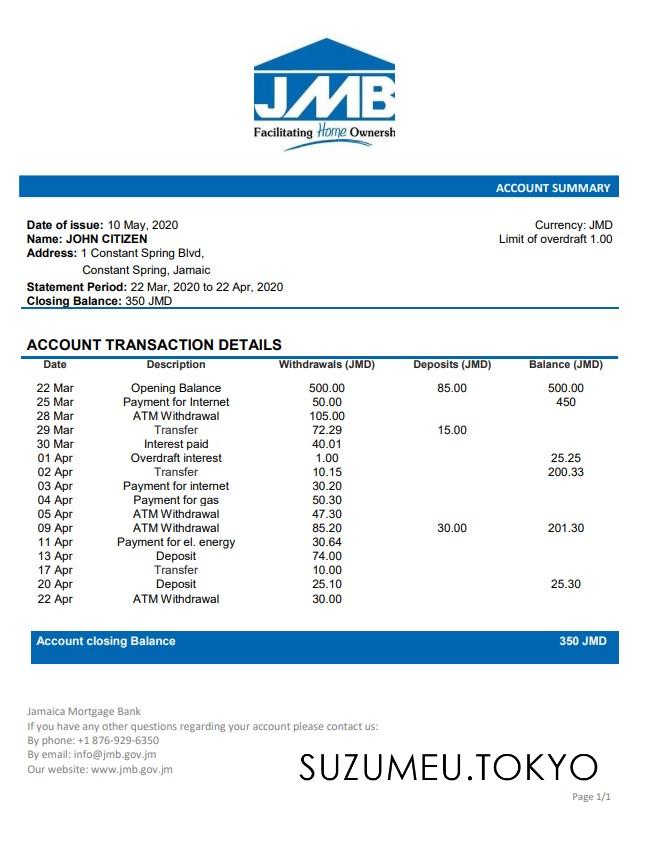 JMB
Facilitating Home Ownersh
ACCOUNT SUMMARY
Date of issue: 10 May, 2020 Currency: JMD
Name: JOHN CITIZEN Limit of overdraft 1.00
Address: 1 Constant Spring Blvd,
Constant Spring, Jamaic
Statement Period: 22 Mar, 2020 to 22 Apr, 2020
Closing Balance: 350 JMD
ACCOUNT TRANSACTION DETAILS
Date Description Withdrawals (JMD) Deposits (JMD) Balance (JMD)
22 Mar Opening Balance 500.00 85.00 500.00
25 Mar Payment for Internet 50.00 450
28 Mar ATM Withdrawal 105.00
29 Mar Transfer 72.29 15.00
30 Mar Interest paid 40.01
01 Apr Overdraft interest 1.00 25.25
02 Apr Transfer 10.15 200.33
03 Apr Payment for internet 30.20
04 Apr Payment for gas 50.30
05 Apr ATM Withdrawal 47.30
09 Apr ATM Withdrawal 85.20 30.00 201.30
11 Apr Payment for el. energy 30.64
13 Apr Deposit 74.00
17 Apr Transfer 10.00
20 Apr Deposit 25.10 25.30
22 Apr ATM Withdrawal 30.00
Account closing Balance 350 JMD
Jamaica Mortgage Bank
If you have any other questions regarding your account please contact us:
By phone: +1 876-929-6350
By email: info@jmb.gov.jm
Our website: www.jmb.gov.jm
SUZUMEU.TOKYO
Page 1/1